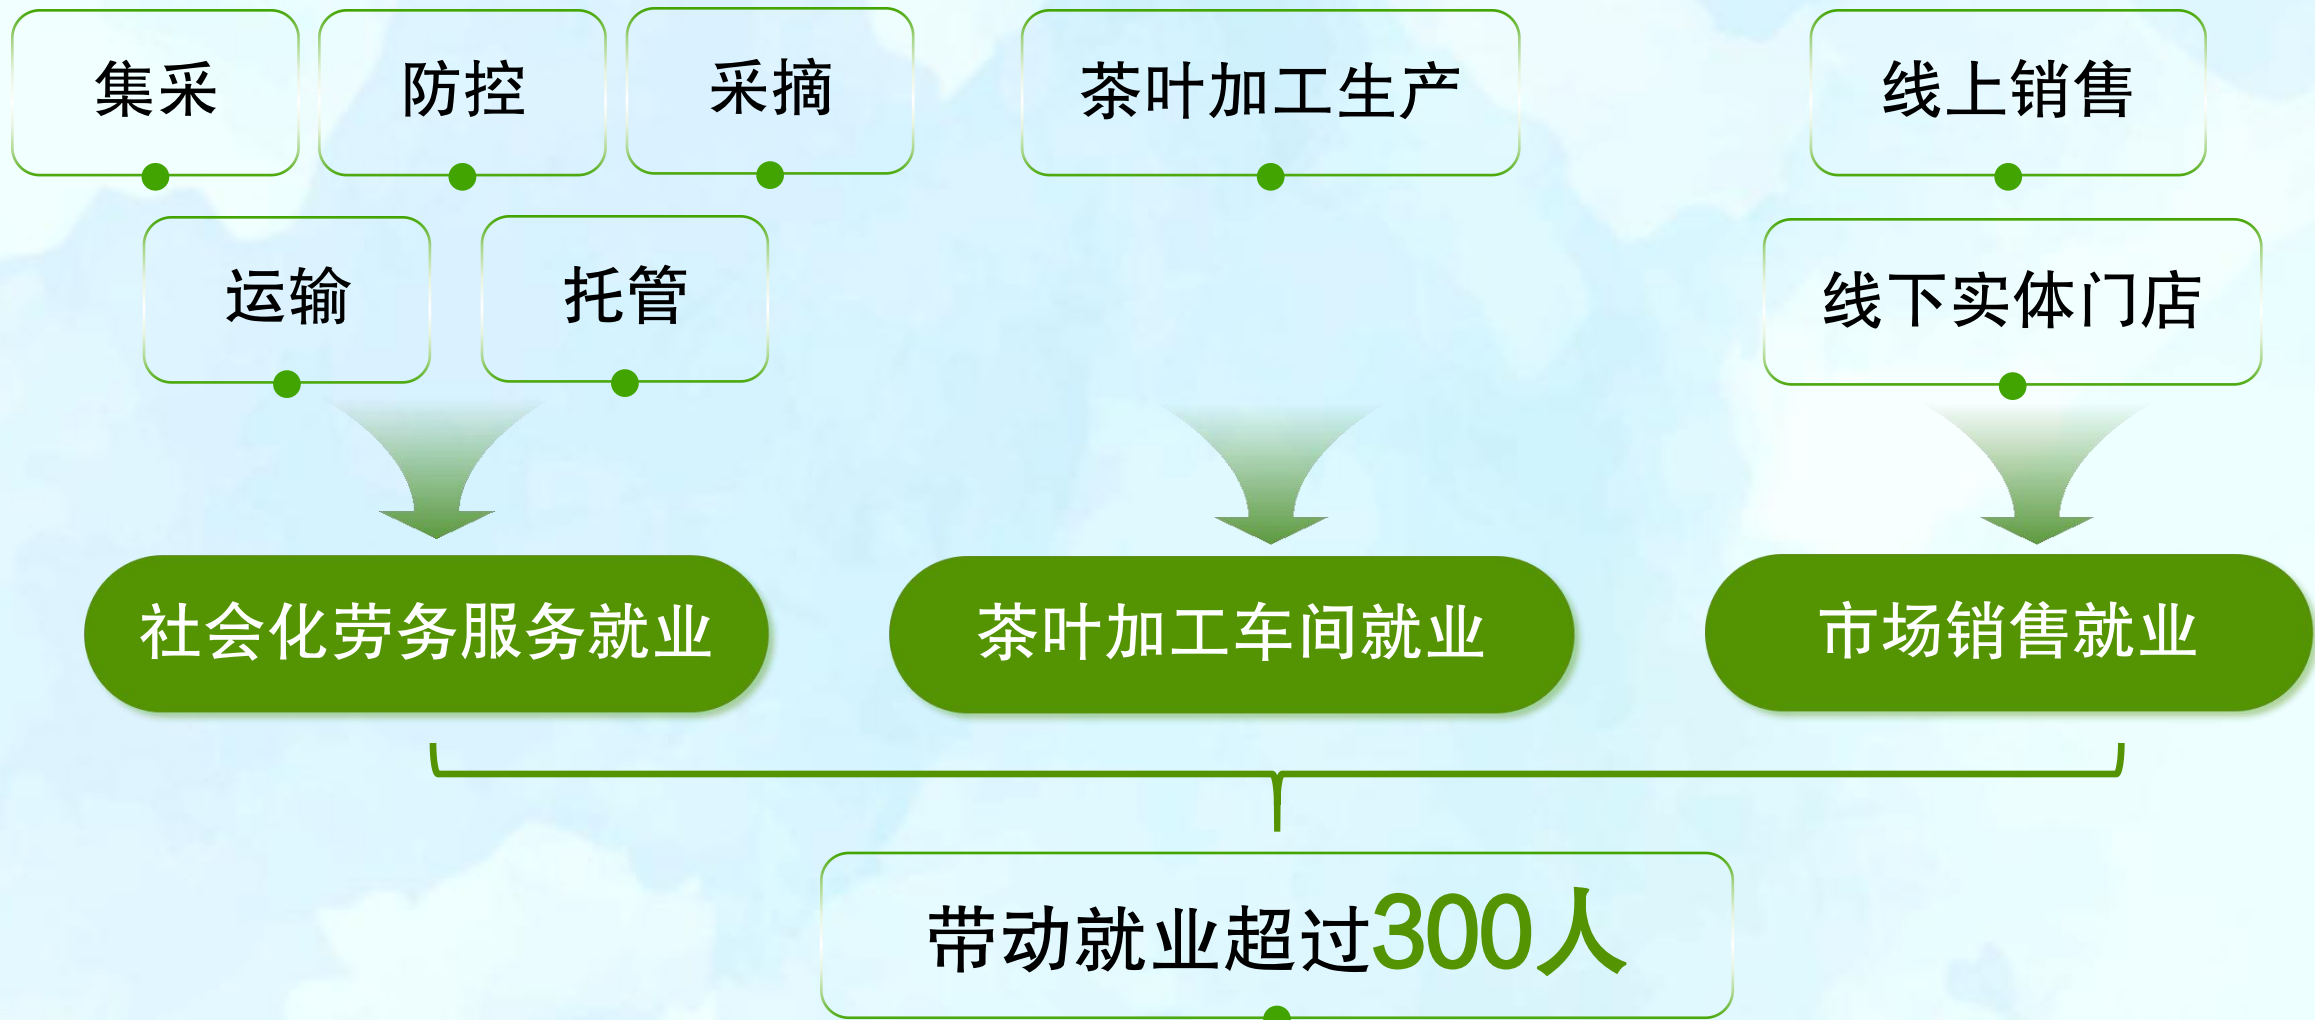 集采
防控
采摘
茶叶加工生产
线上销售
运输
托管
线下实体门店
社会化劳务服务就业
茶叶加工车间就业
市场销售就业
带动就业超过300人